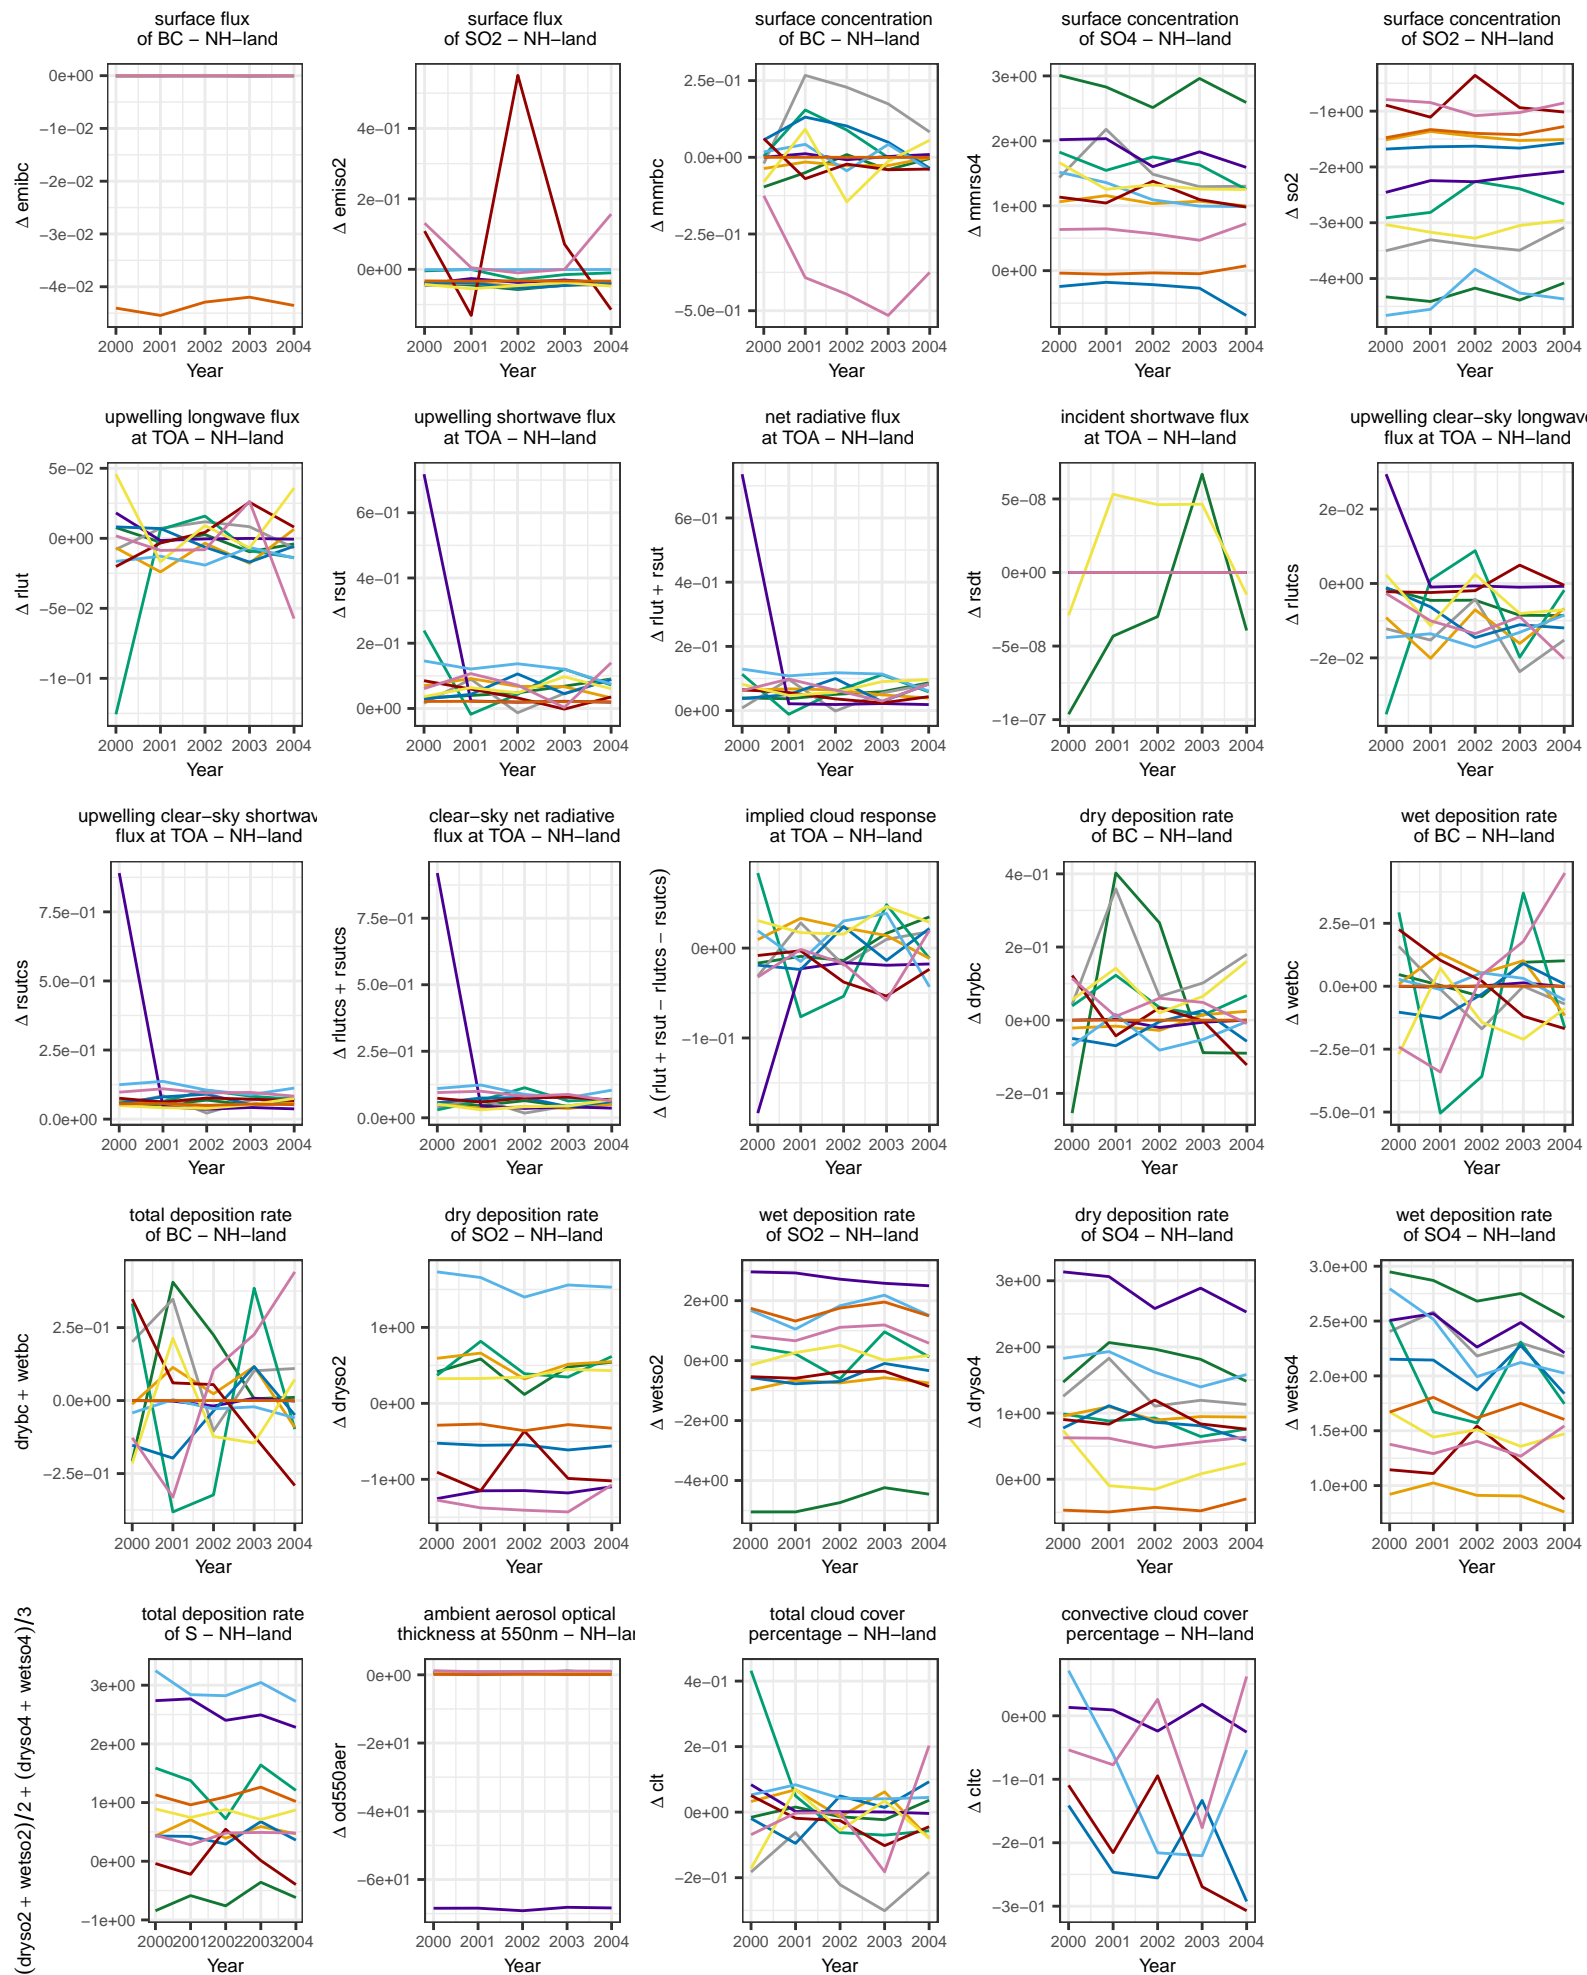 surface flux
of BC − NH−land
Δ emibc
0e+00
−1e−02
−2e−02
−3e−02
−4e−02
2000 2001 2002 2003 2004
Year
surface flux
of SO2 − NH−land
Δ emiso2
4e−01
2e−01
0e+00
2000 2001 2002 2003 2004
Year
surface concentration
of BC − NH−land
Δ mmrbc
2.5e−01
0.0e+00
−2.5e−01
−5.0e−01
2000 2001 2002 2003 2004
Year
surface concentration
of SO4 − NH−land
Δ mmrso4
3e+00
2e+00
1e+00
0e+00
2000 2001 2002 2003 2004
Year
surface concentration
of SO2 − NH−land
Δ so2
−1e+00
−2e+00
−3e+00
−4e+00
2000 2001 2002 2003 2004
Year
upwelling longwave flux
at TOA − NH−land
Δ rlut
5e−02
0e+00
−5e−02
−1e−01
2000 2001 2002 2003 2004
Year
upwelling shortwave flux
at TOA − NH−land
Δ rsut
6e−01
4e−01
2e−01
0e+00
2000 2001 2002 2003 2004
Year
net radiative flux
at TOA − NH−land
Δ rlut + rsut
6e−01
4e−01
2e−01
0e+00
2000 2001 2002 2003 2004
Year
incident shortwave flux
at TOA − NH−land
Δ rsdt
5e−08
0e+00
−5e−08
−1e−07
2000 2001 2002 2003 2004
Year
upwelling clear−sky longwave
flux at TOA − NH−land
Δ rlutcs
2e−02
0e+00
−2e−02
2000 2001 2002 2003 2004
Year
upwelling clear−sky shortwav
flux at TOA − NH−land
Δ rsutcs
7.5e−01
5.0e−01
2.5e−01
0.0e+00
2000 2001 2002 2003 2004
Year
clear−sky net radiative
flux at TOA − NH−land
Δ rlutcs + rsutcs
7.5e−01
5.0e−01
2.5e−01
0.0e+00
2000 2001 2002 2003 2004
Year
implied cloud response
at TOA − NH−land
Δ (rlut + rsut − rlutcs − rsutcs)
0e+00
−1e−01
2000 2001 2002 2003 2004
Year
dry deposition rate
of BC − NH−land
Δ drybc
4e−01
2e−01
0e+00
−2e−01
2000 2001 2002 2003 2004
Year
wet deposition rate
of BC − NH−land
Δ wetbc
2.5e−01
0.0e+00
−2.5e−01
−5.0e−01
2000 2001 2002 2003 2004
Year
total deposition rate
of BC − NH−land
drybc + wetbc
2.5e−01
0.0e+00
−2.5e−01
2000 2001 2002 2003 2004
Year
dry deposition rate
of SO2 − NH−land
Δ dryso2
1e+00
0e+00
−1e+00
2000 2001 2002 2003 2004
Year
wet deposition rate
of SO2 − NH−land
Δ wetso2
2e+00
0e+00
−2e+00
−4e+00
2000 2001 2002 2003 2004
Year
dry deposition rate
of SO4 − NH−land
Δ dryso4
3e+00
2e+00
1e+00
0e+00
2000 2001 2002 2003 2004
Year
wet deposition rate
of SO4 − NH−land
Δ wetso4
3.0e+00
2.5e+00
2.0e+00
1.5e+00
1.0e+00
2000 2001 2002 2003 2004
Year
total deposition rate
of S − NH−land
(dryso2 + wetso2)/2 + (dryso4 + wetso4)/3
3e+00
2e+00
1e+00
0e+00
−1e+00
2000 2001 2002 2003 2004
Year
ambient aerosol optical
thickness at 550nm − NH−lan
Δ od550aer
0e+00
−2e+01
−4e+01
−6e+01
2000 2001 2002 2003 2004
Year
total cloud cover
percentage − NH−land
Δ clt
4e−01
2e−01
0e+00
−2e−01
2000 2001 2002 2003 2004
Year
convective cloud cover
percentage − NH−land
Δ cltc
0e+00
−1e−01
−2e−01
−3e−01
2000 2001 2002 2003 2004
Year